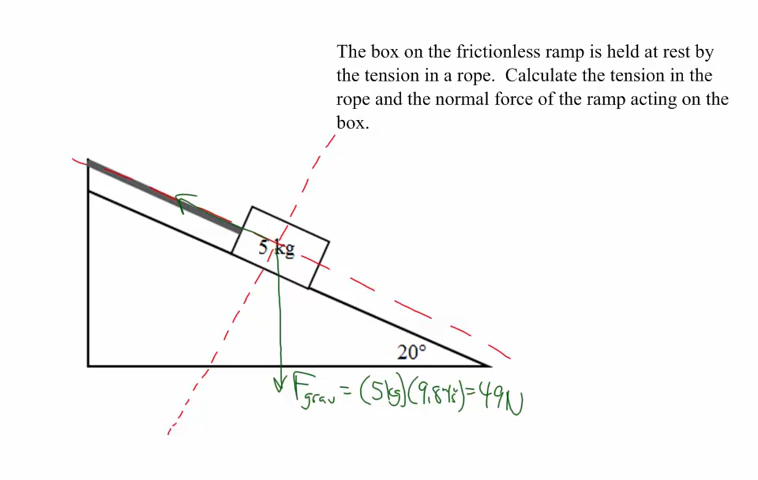 The box on the frictionless ramp is held at rest by
the tension in a rope.  Calculate the tension in the
rope and the normal force of the ramp acting on the
box.
5 kg
20°
Fgrav = (5kg)(9.8 m/s²) = 49N